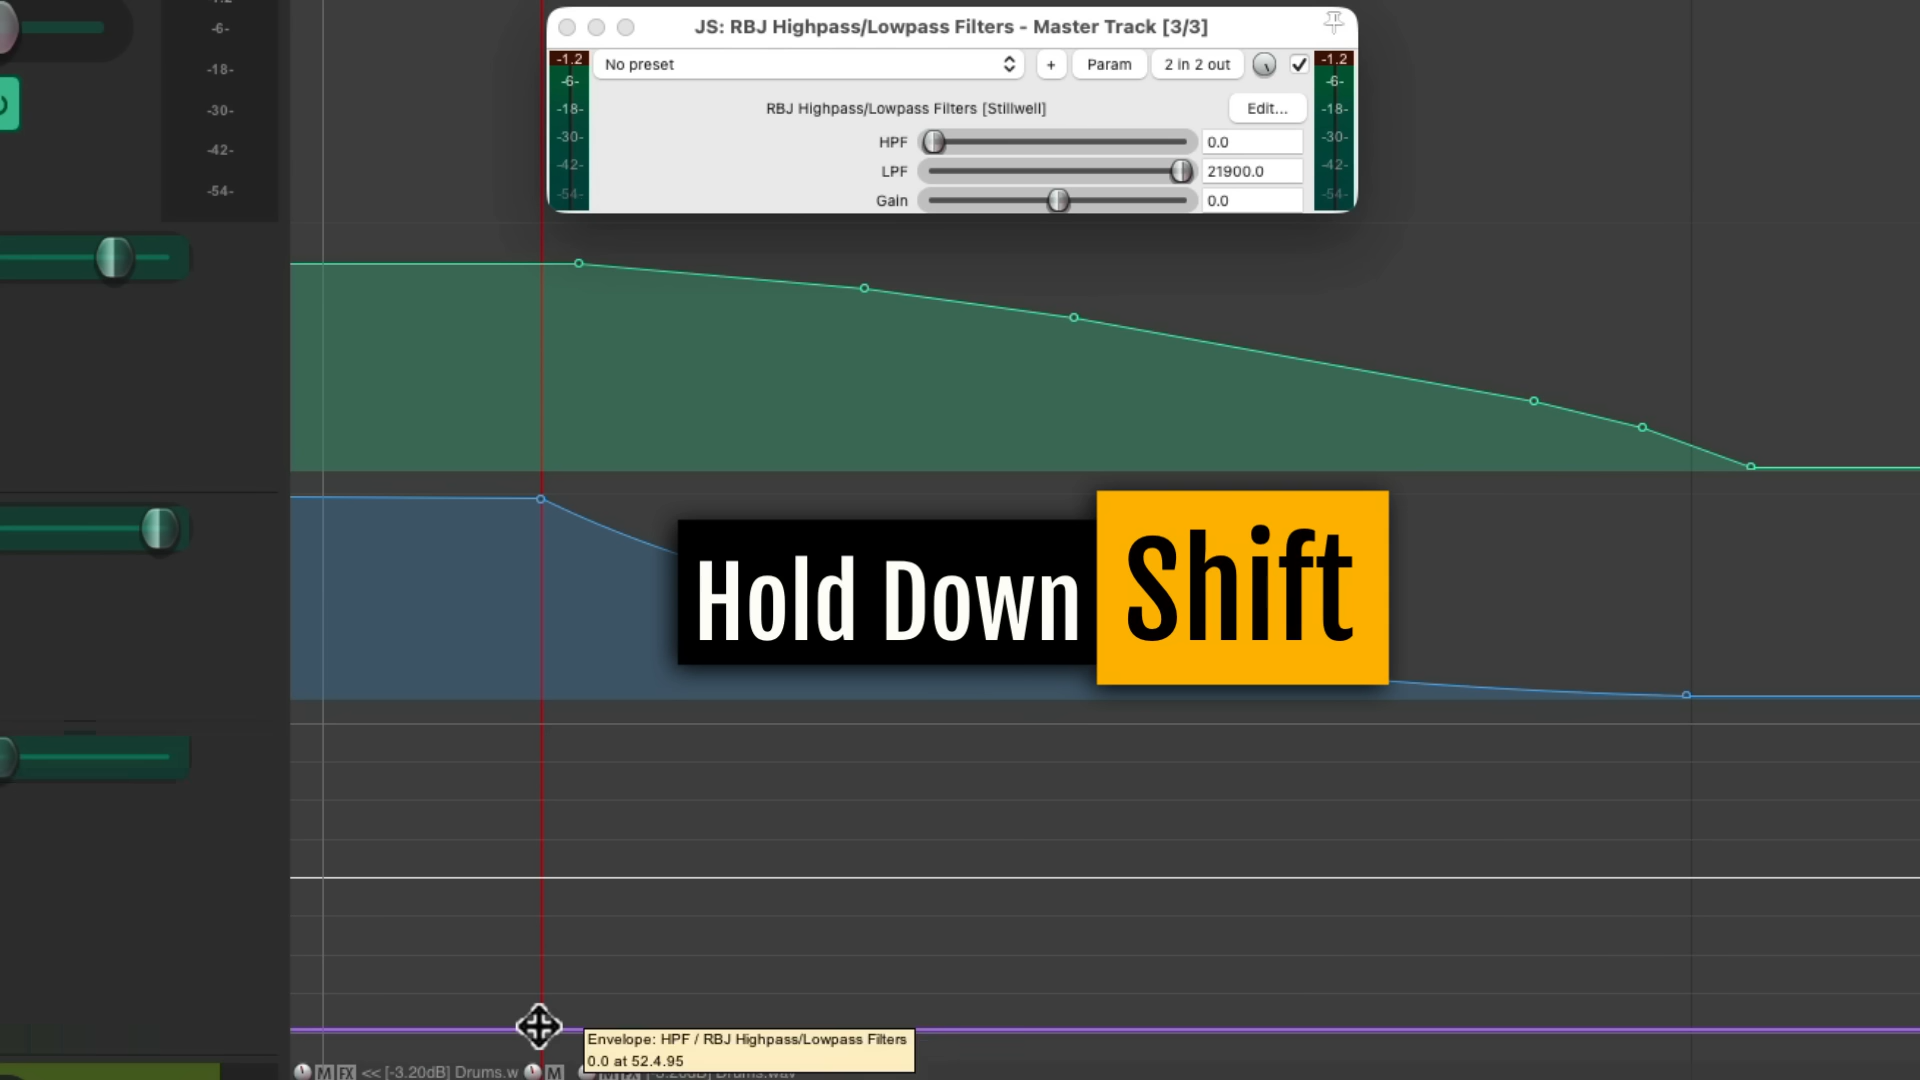 -6-
-18-
-30-
-42-
-54-
JS: RBJ Highpass/Lowpass Filters - Master Track [3/3]
-1.2
No preset
+
Param
2 in 2 out
-1.2
-6-
-18-
-30-
-42-
-54-
RBJ Highpass/Lowpass Filters [Stillwell]
Edit...
-6-
-18-
-30-
-42-
-54-
HPF
0.0
LPF
21900.0
Gain
0.0
Hold Down Shift
Envelope: HPF / RBJ Highpass/Lowpass Filters
0.0 at 52.4.95
M FX << [-3.20dB] Drums.w M